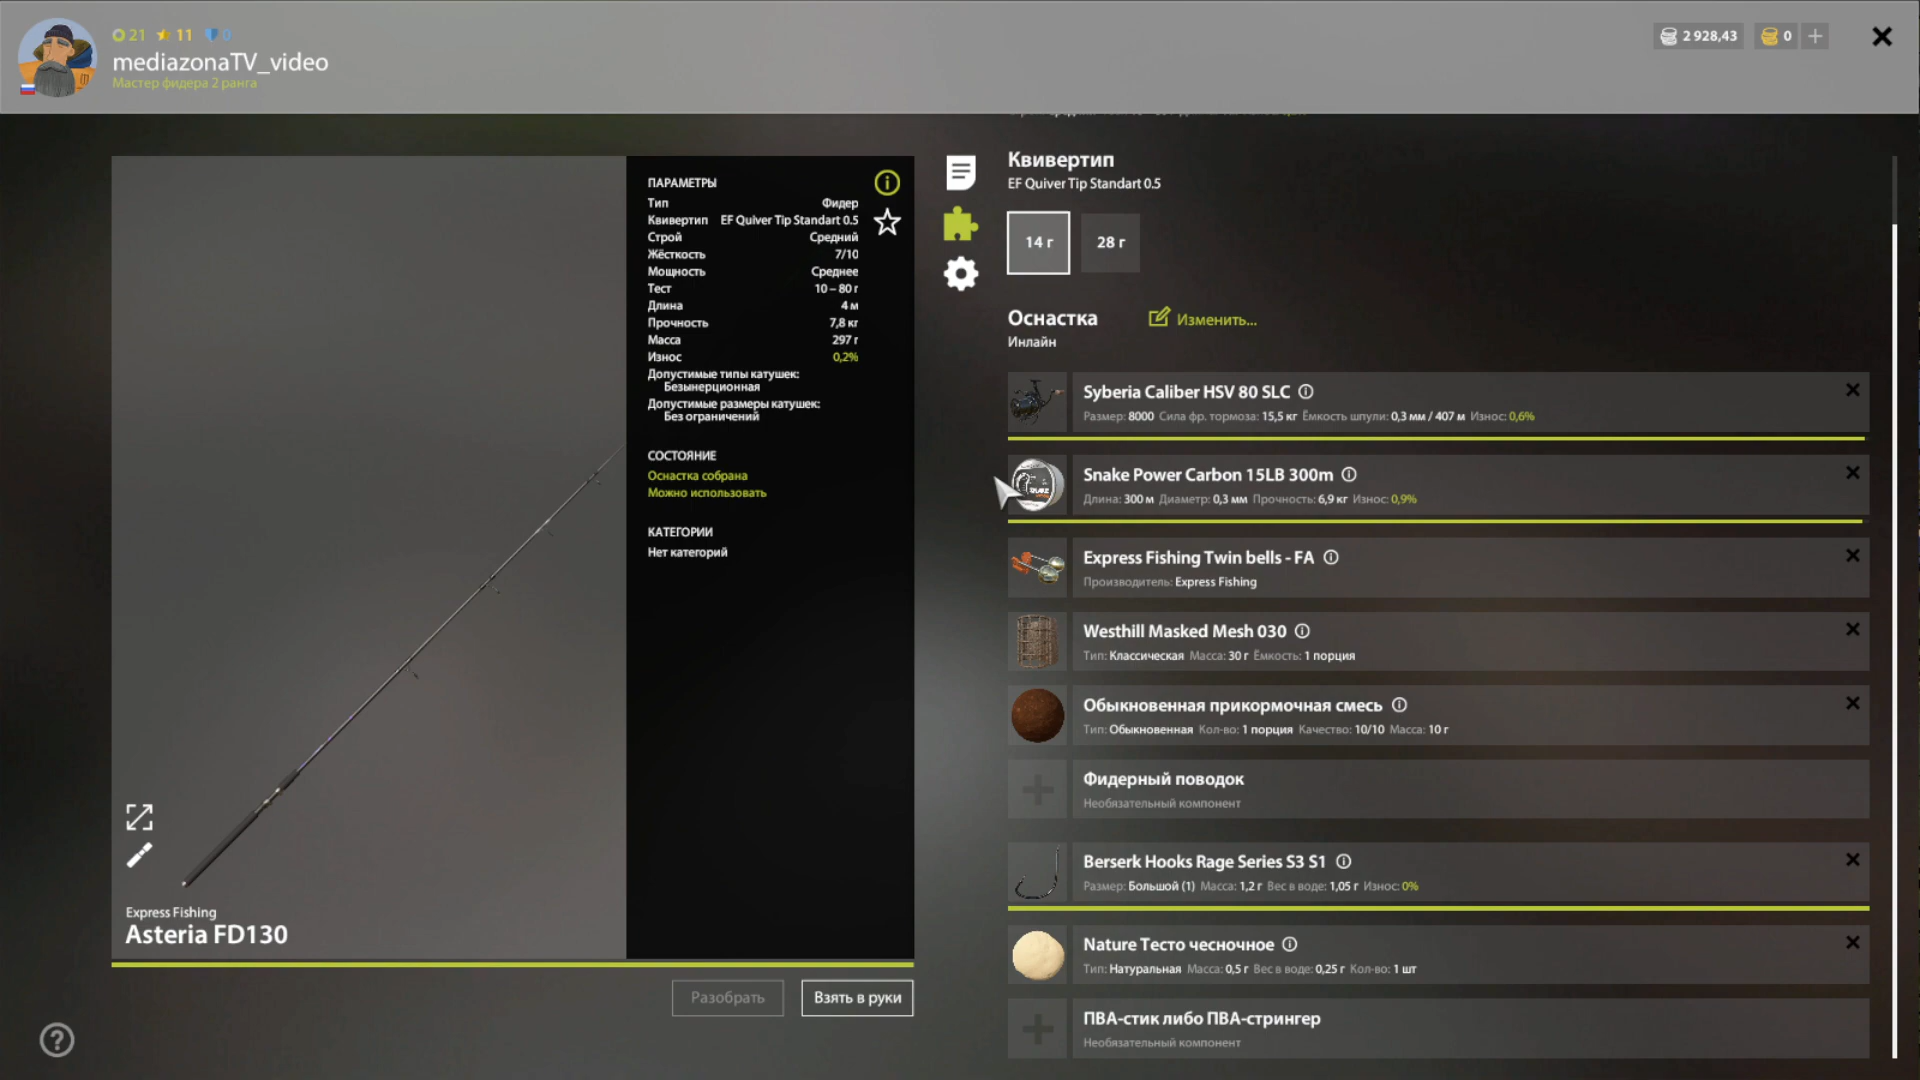 21 11 0
mediazonaTV_video
Мастер фидера 2 ранга
2 928,43
0
ПАРАМЕТРЫ
Тип Фидер
Квивертип EF Quiver Tip Standart 0.5
Строй Средний
Жёсткость 7/10
Мощность Среднее
Тест 10 – 80 г
Длина 4 м
Прочность 7,8 кг
Масса 297 г
Износ 0,2%
Допустимые типы катушек:
Безынерционная
Допустимые размеры катушек:
Без ограничений
СОСТОЯНИЕ
Оснастка собрана
Можно использовать
КАТЕГОРИИ
Нет категорий
Express Fishing
Asteria FD130
Разобрать
Взять в руки
Квивертип
EF Quiver Tip Standart 0.5
14 г
28 г
Оснастка
Изменить...
Инлайн
Syberia Caliber HSV 80 SLC
Размер: 8000 Сила фр. тормоза: 15,5 кг Ёмкость шпули: 0,3 мм / 407 м Износ: 0,6%
Snake Power Carbon 15LB 300m
Длина: 300 м Диаметр: 0,3 мм Прочность: 6,9 кг Износ: 0,9%
Express Fishing Twin bells - FA
Производитель: Express Fishing
Westhill Masked Mesh 030
Тип: Классическая Масса: 30 г Ёмкость: 1 порция
Обыкновенная прикормочная смесь
Тип: Обыкновенная Кол-во: 1 порция Качество: 10/10 Масса: 10 г
Фидерный поводок
Необязательный компонент
Berserk Hooks Rage Series S3 S1
Размер: Большой (1) Масса: 1,2 г Вес в воде: 1,05 г Износ: 0%
Nature Тесто чесночное
Тип: Натуральная Масса: 0,5 г Вес в воде: 0,25 г Кол-во: 1 шт
ПВА-стик либо ПВА-стрингер
Необязательный компонент